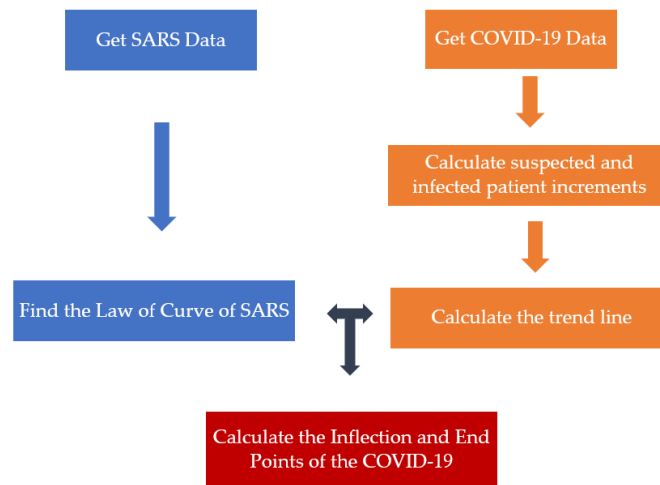 Get SARS Data
Get COVID-19 Data
Calculate suspected and
infected patient increments
Find the Law of Curve of SARS
Calculate the trend line
Calculate the Inflection and End
Points of the COVID-19